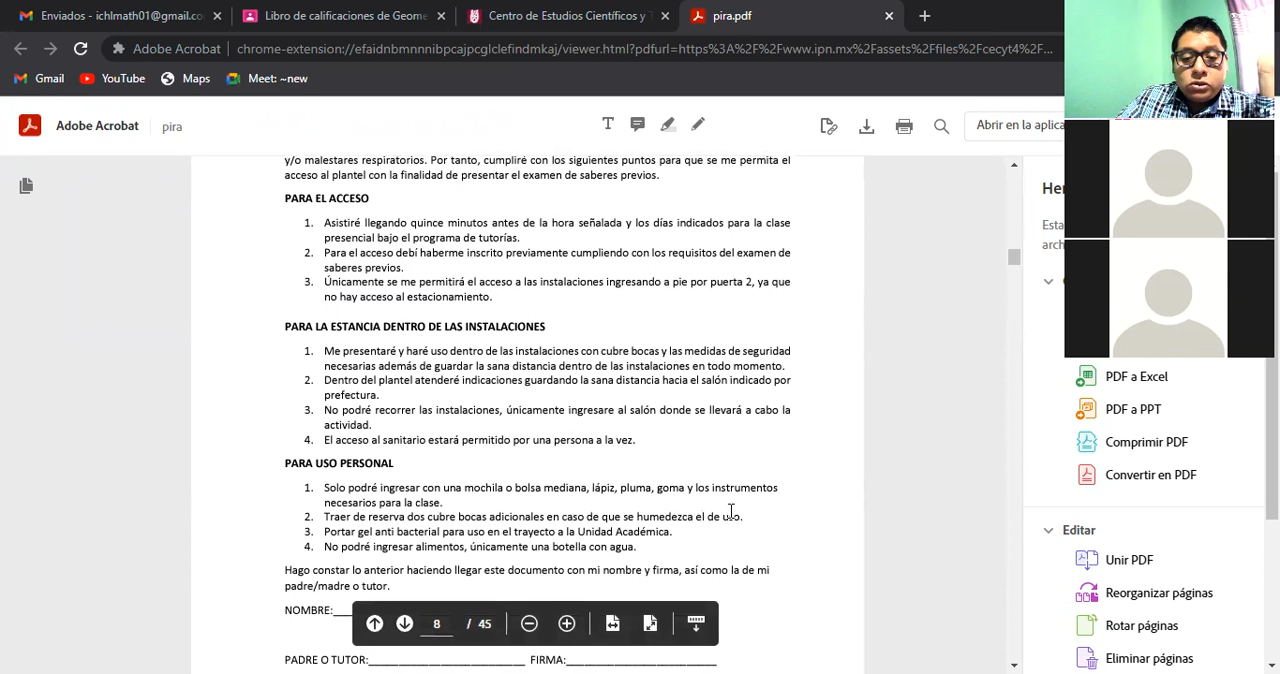 Enviados - ichlmath01@gmail.co
Libro de calificaciones de Geome
Centro de Estudios Científicos y T
pira.pdf
Adobe Acrobat
chrome-extension://efaidnbmnnnibpcajpcglclefindmkaj/viewer.html?pdfurl=https%3A%2F%2Fwww.ipn.mx%2Fassets%2Ffiles%2Fcecyt4%2F...
Gmail
YouTube
Maps
Meet: ~new
Adobe Acrobat
pira
Abrir en la aplica
y/o malestares respiratorios. Por tanto, cumpliré con los siguientes puntos para que se me permita el
acceso al plantel con la finalidad de presentar el examen de saberes previos.
PARA EL ACCESO
1. Asistiré llegando quince minutos antes de la hora señalada y los días indicados para la clase
presencial bajo el programa de tutorías.
2. Para el acceso debí haberme inscrito previamente cumpliendo con los requisitos del examen de
saberes previos.
3. Únicamente se me permitirá el acceso a las instalaciones ingresando a pie por puerta 2, ya que
no hay acceso al estacionamiento.
PARA LA ESTANCIA DENTRO DE LAS INSTALACIONES
1. Me presentaré y haré uso dentro de las instalaciones con cubre bocas y las medidas de seguridad
necesarias además de guardar la sana distancia dentro de las instalaciones en todo momento.
2. Dentro del plantel atenderé indicaciones guardando la sana distancia hacia el salón indicado por
prefectura.
3. No podré recorrer las instalaciones, únicamente ingresare al salón donde se llevará a cabo la
actividad.
4. El acceso al sanitario estará permitido por una persona a la vez.
PARA USO PERSONAL
1. Solo podré ingresar con una mochila o bolsa mediana, lápiz, pluma, goma y los instrumentos
necesarios para la clase.
2. Traer de reserva dos cubre bocas adicionales en caso de que se humedezca el de uso.
3. Portar gel anti bacterial para uso en el trayecto a la Unidad Académica.
4. No podré ingresar alimentos, únicamente una botella con agua.
Hago constar lo anterior haciendo llegar este documento con mi nombre y firma, así como la de mi
padre/madre o tutor.
NOMBRE:___
8 / 45
PADRE O TUTOR:__________________________ FIRMA:_________________________
Her
Esta
arch
PDF a Excel
PDF a PPT
Comprimir PDF
Convertir en PDF
Editar
Unir PDF
Reorganizar páginas
Rotar páginas
Eliminar páginas